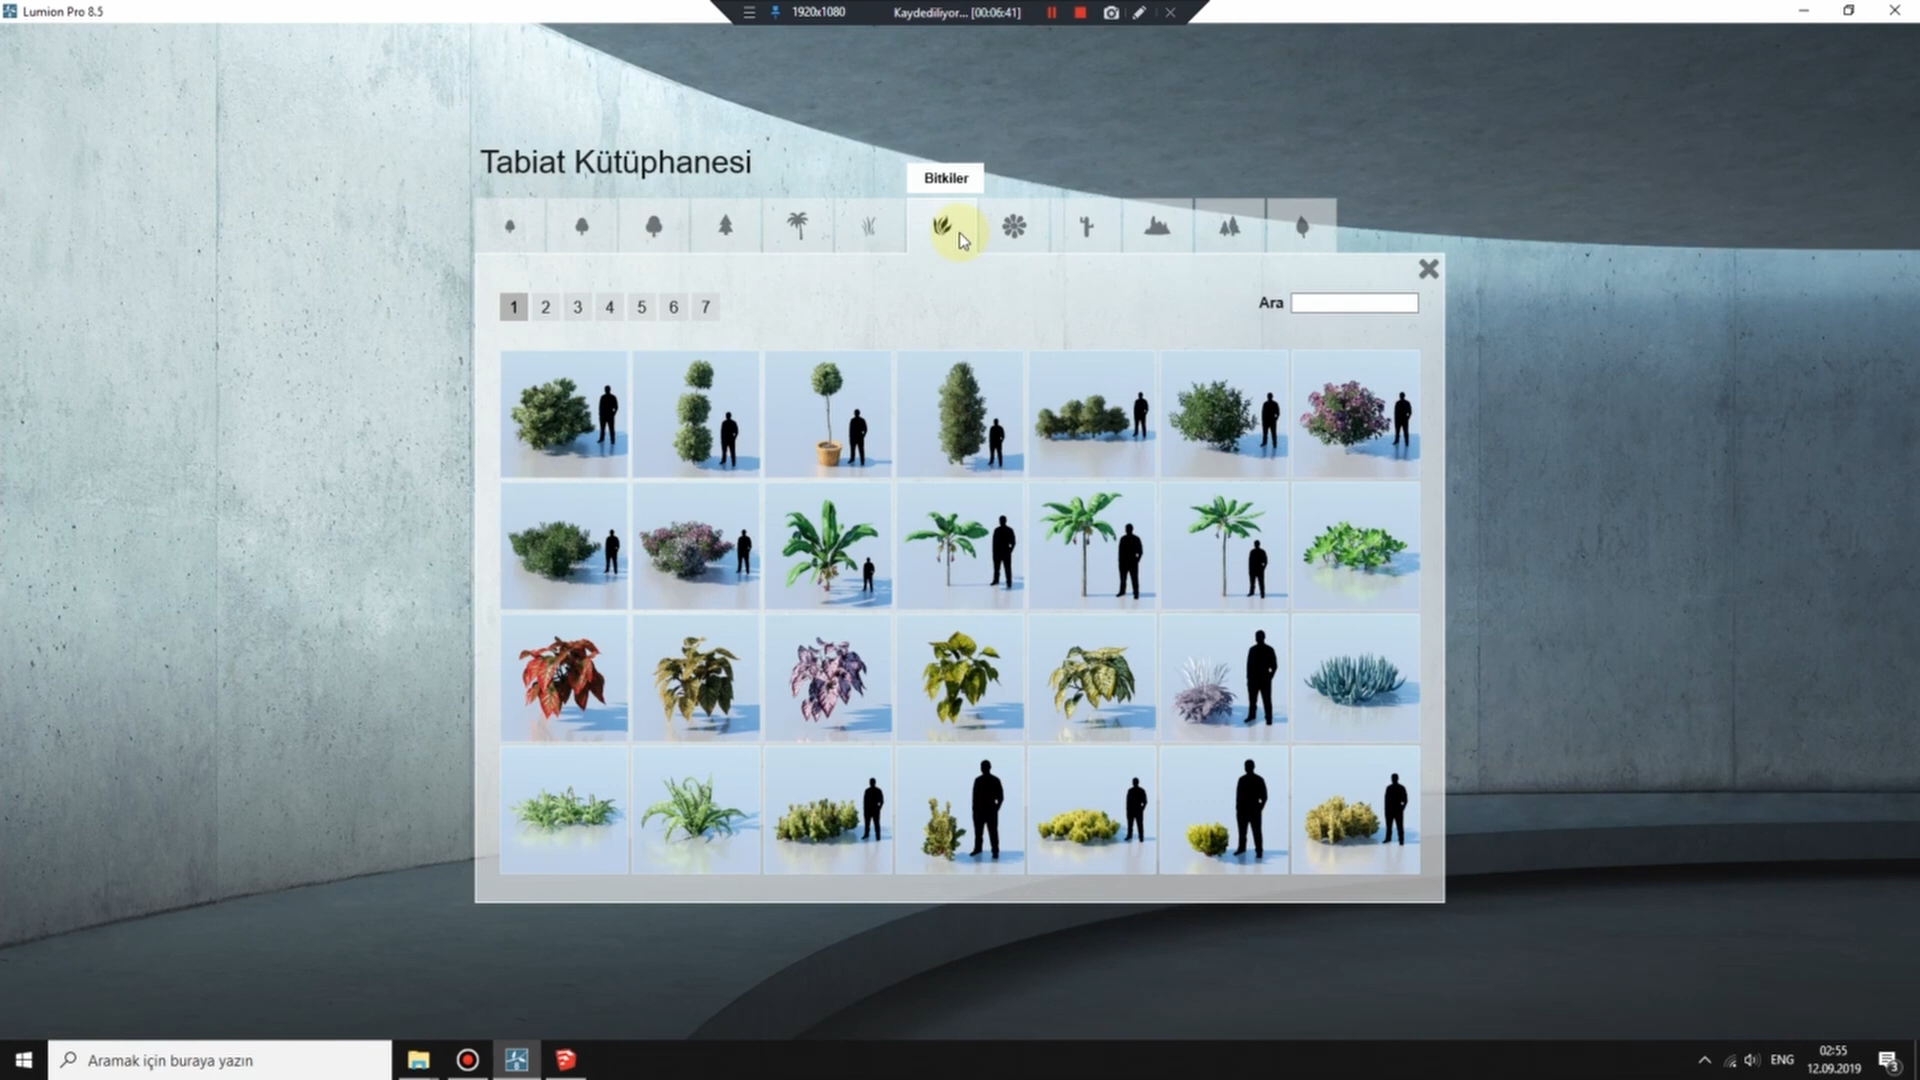 Lumion Pro 8.5
1920x1080
Kaydediliyor... [00:06:41]
Tabiat Kütüphanesi
Bitkiler
1 2 3 4 5 6 7
Ara
Aramak için buraya yazın
ENG
02:55
12.09.2019
3